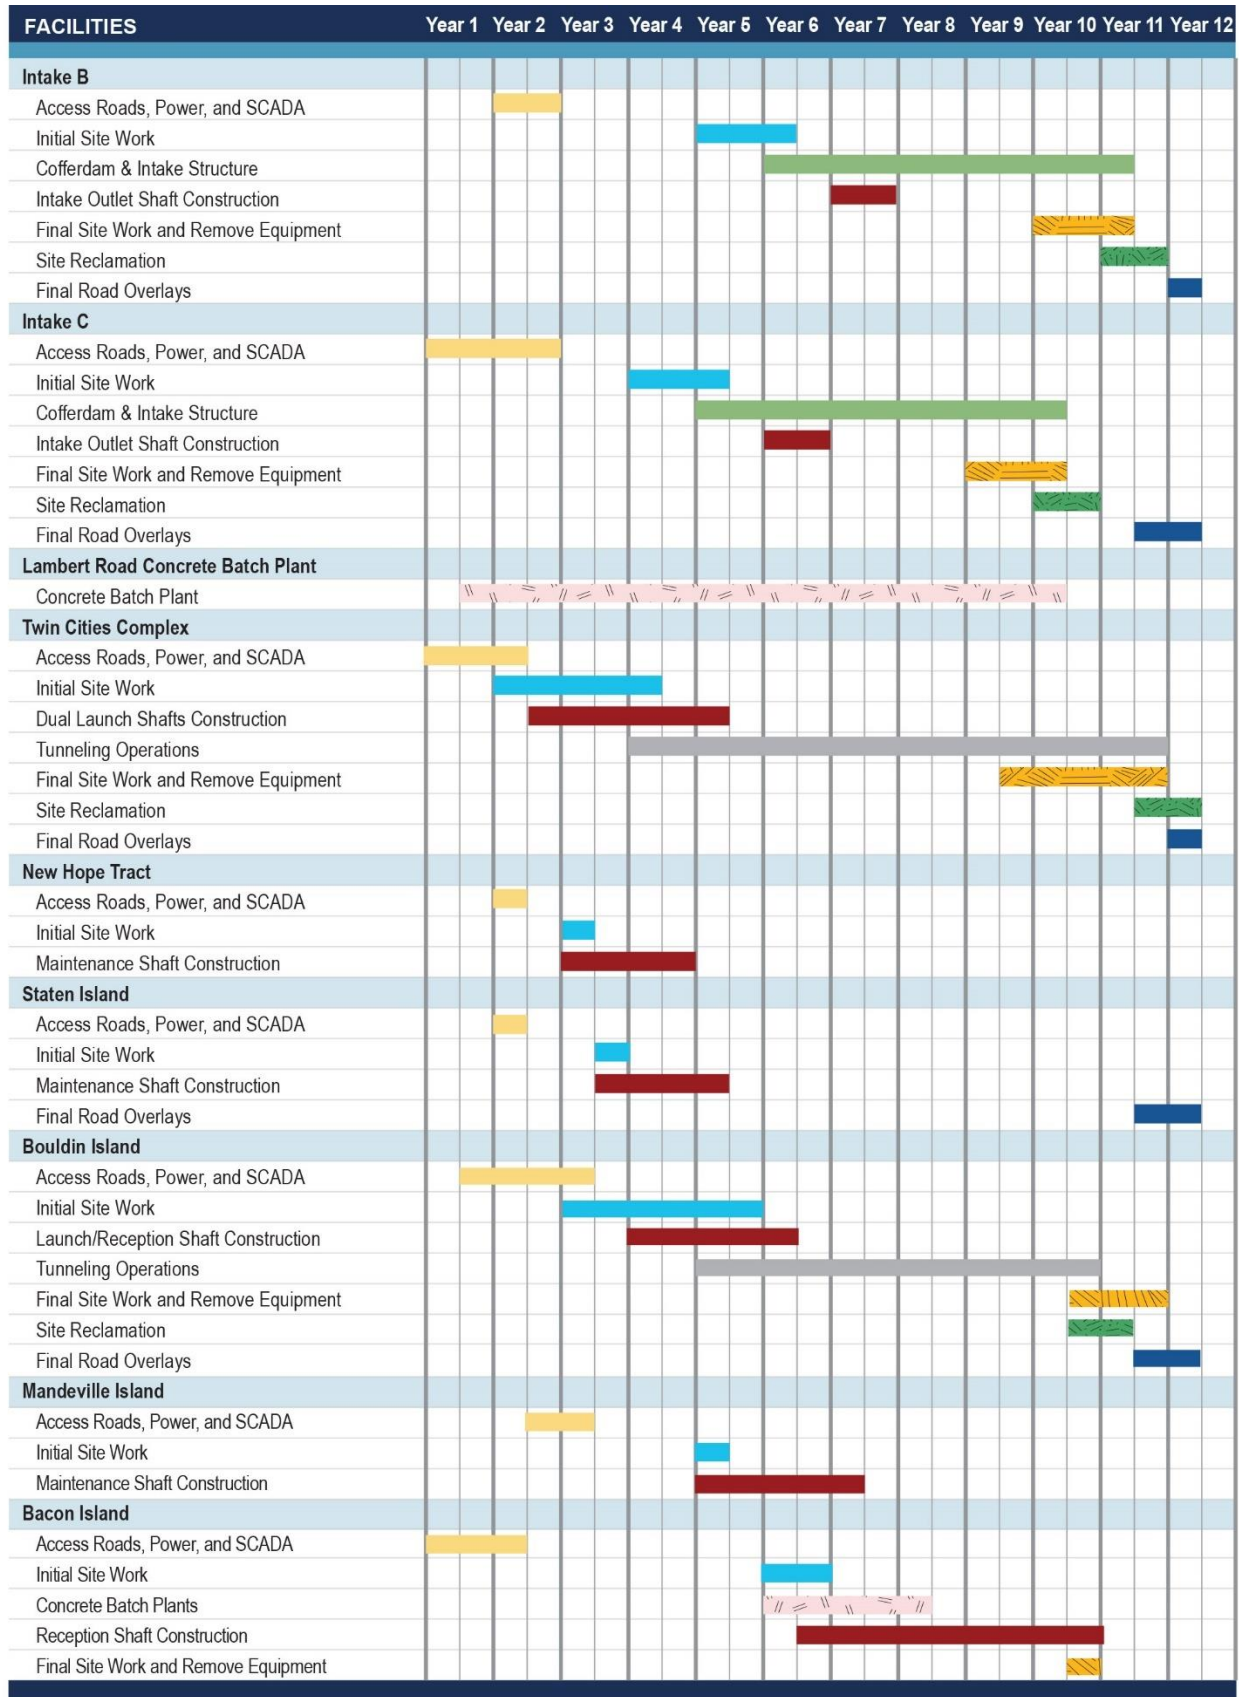 FACILITIES Year 1 Year 2 Year 3 Year 4 Year 5 Year 6 Year 7 Year 8 Year 9 Year 10 Year 11 Year 12
Intake B
Access Roads, Power, and SCADA
Initial Site Work
Cofferdam & Intake Structure
Intake Outlet Shaft Construction
Final Site Work and Remove Equipment
Site Reclamation
Final Road Overlays
Intake C
Access Roads, Power, and SCADA
Initial Site Work
Cofferdam & Intake Structure
Intake Outlet Shaft Construction
Final Site Work and Remove Equipment
Site Reclamation
Final Road Overlays
Lambert Road Concrete Batch Plant
Concrete Batch Plant
Twin Cities Complex
Access Roads, Power, and SCADA
Initial Site Work
Dual Launch Shafts Construction
Tunneling Operations
Final Site Work and Remove Equipment
Site Reclamation
Final Road Overlays
New Hope Tract
Access Roads, Power, and SCADA
Initial Site Work
Maintenance Shaft Construction
Staten Island
Access Roads, Power, and SCADA
Initial Site Work
Maintenance Shaft Construction
Final Road Overlays
Bouldin Island
Access Roads, Power, and SCADA
Initial Site Work
Launch/Reception Shaft Construction
Tunneling Operations
Final Site Work and Remove Equipment
Site Reclamation
Final Road Overlays
Mandeville Island
Access Roads, Power, and SCADA
Initial Site Work
Maintenance Shaft Construction
Bacon Island
Access Roads, Power, and SCADA
Initial Site Work
Concrete Batch Plants
Reception Shaft Construction
Final Site Work and Remove Equipment